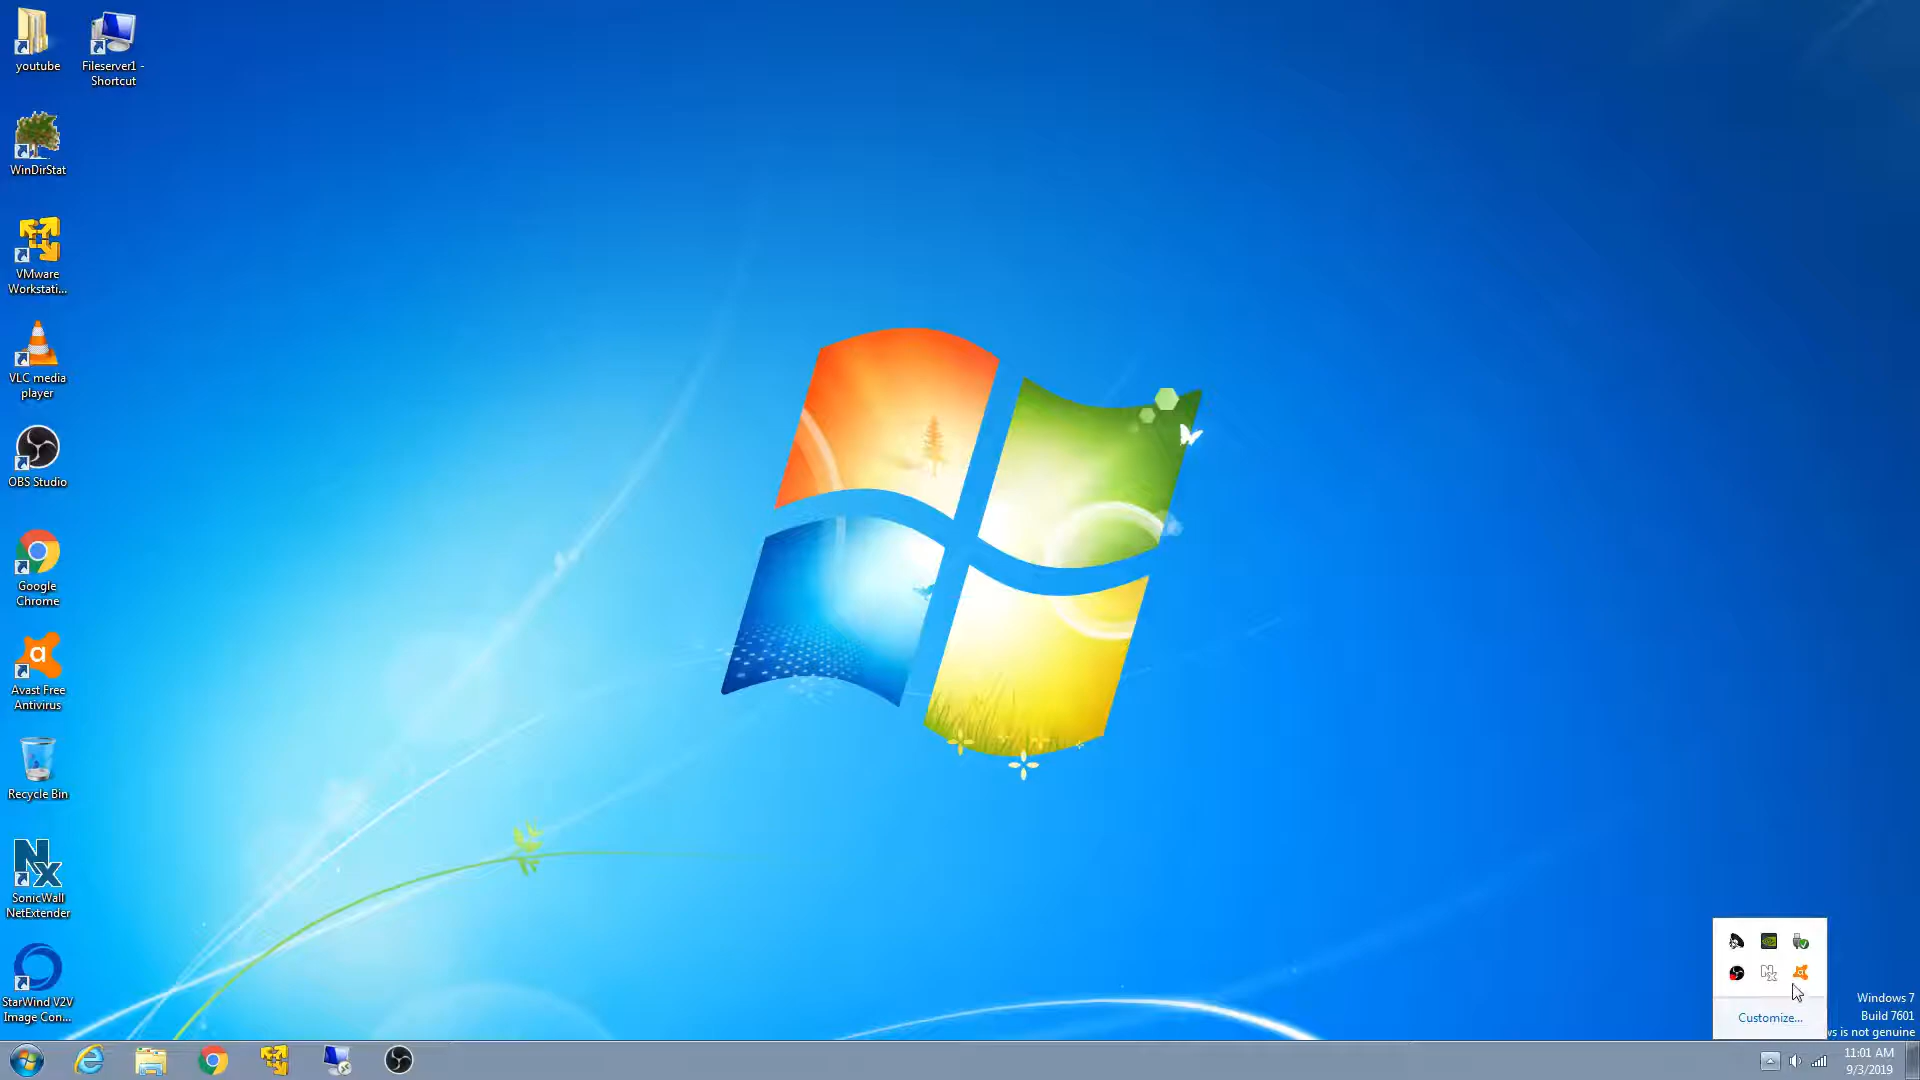 youtube
Fileserver1 -
Shortcut
WinDirStat
VMware
Workstati...
VLC media
player
OBS Studio
Google
Chrome
Avast Free
Antivirus
Recycle Bin
SonicWall
NetExtender
StarWind V2V
Image Con...
Customize...
Windows 7
Build 7601
ws is not genuine
11:01 AM
9/3/2019